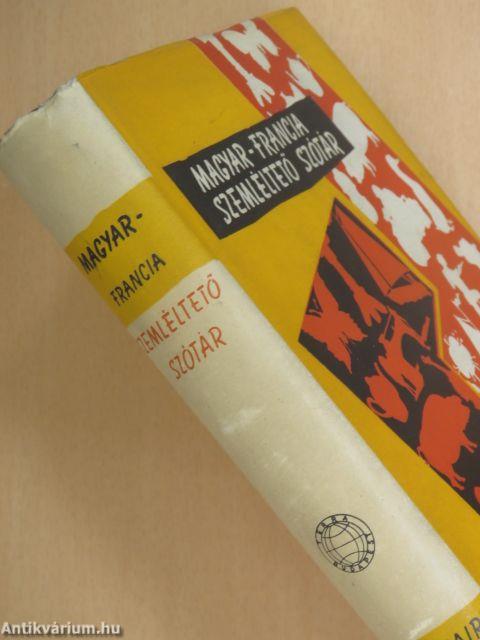 MAGYAR-FRANCIA
SZEMLÉLTETŐ SZÓTÁR
MAGYAR-
FRANCIA
SZEMLÉLTETŐ
SZÓTÁR
TERRA
BUDAPEST
Antikvárium.hu